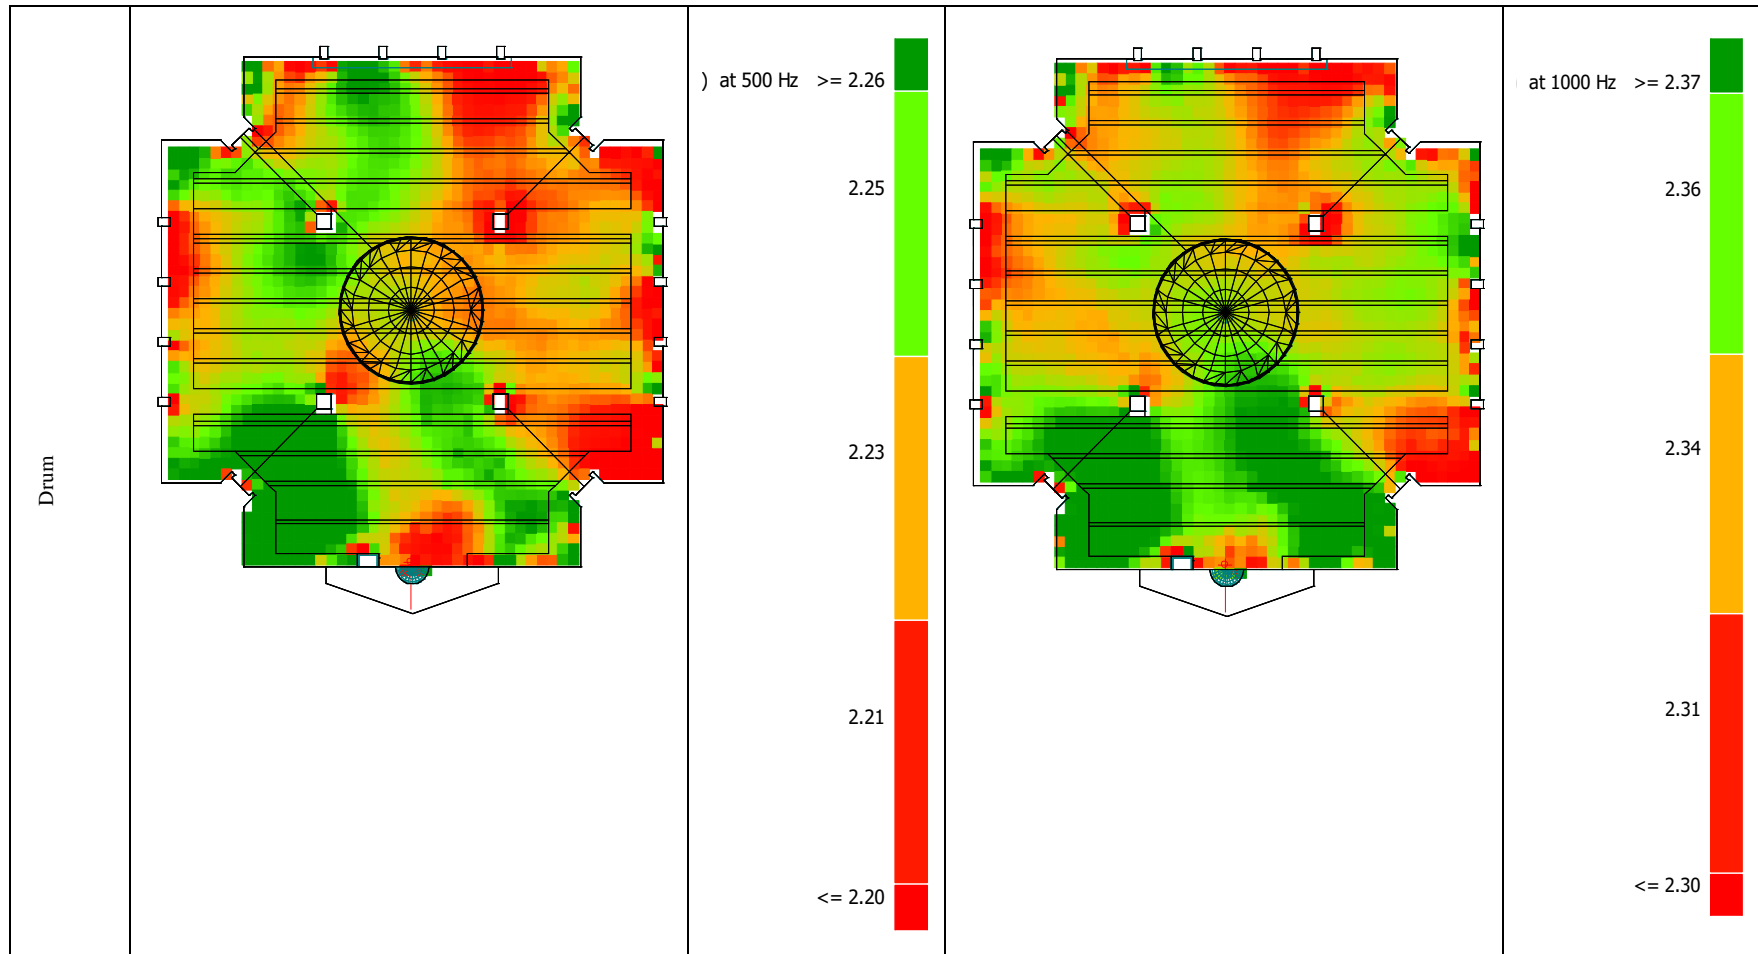 Drum
) at 500 Hz >= 2.26
2.25
2.23
2.21
<= 2.20
at 1000 Hz >= 2.37
2.36
2.34
2.31
<= 2.30